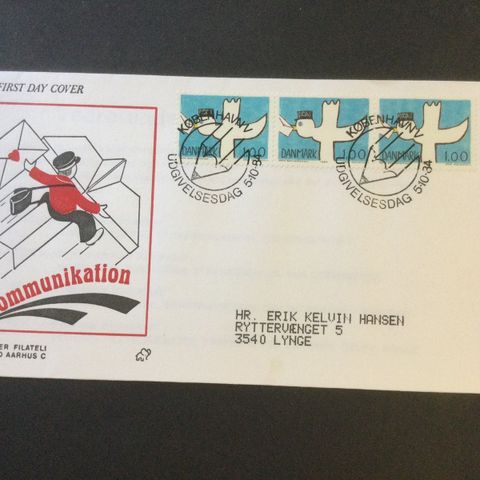 FIRST DAY COVER
DANMARK 1.00
DANMARK 1.00
DANMARK 1.00
KØBENHAVN V
UDGIVELSESDAG 5.10.84
KØBENHAVN V
UDGIVELSESDAG 5.10.84
ommunikation
HR. ERIK KELVIN HANSEN
RYTTERVÆNGET 5
3540 LYNGE
ER FILATELI
AARHUS C